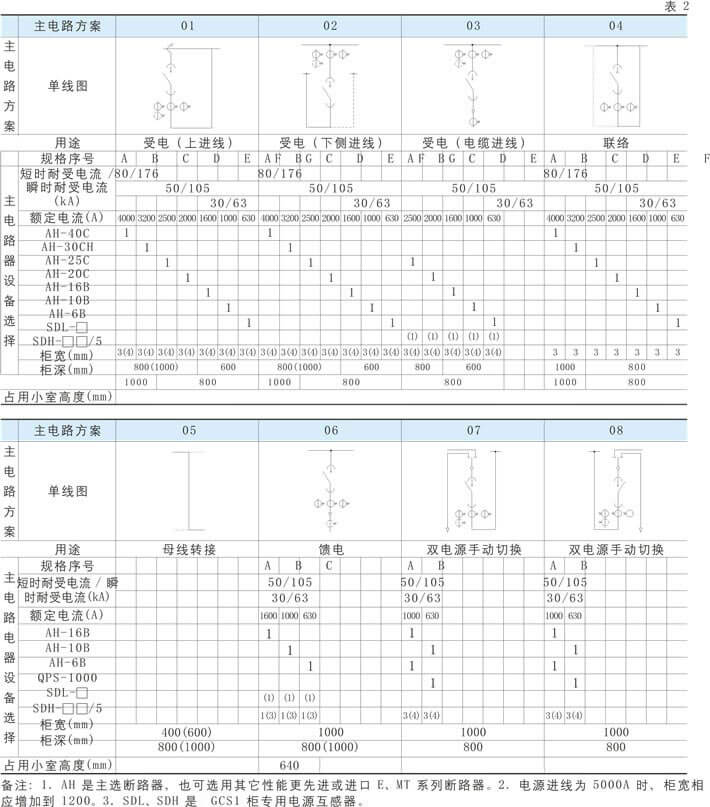 表 2
主电路方案 01 02 03 04
主电路方案 单线图
用途 受电(上进线) 受电(下侧进线) 受电(电缆进线) 联络
规格序号 A B C D E A F B G C D E A F B G C D E A B C D E F
短时耐受电流 /80/176 80/176 80/176
瞬时耐受电流 50/105 50/105 50/105 50/105
(kA) 30/63 30/63 30/63 30/63
主电路电器设备选择
额定电流(A) 4000 3200 2500 2000 1600 1000 630 4000 3200 2500 2000 1600 1000 630 2500 2000 1600 1000 630 4000 3200 2500 2000 1600 1000 630
AH-40C 1 1
AH-30CH 1 1 1 1
AH-25C 1 1 1 1
AH-20C 1 1 1 1
AH-16B 1 1 1 1
AH-10B 1 1 1 1
AH-6B 1 1 1 1
SDL-□
SDH-□□/5 (1) (1) (1) (1) (1)
柜宽(mm) 3(4) 3(4) 3(4) 3(4) 3(4) 3(4) 3(4) 3(4) 3(4) 3(4) 3(4) 3(4) 3(4) 3(4) 3(4) 3(4) 3(4) 3(4) 3(4) 3 3 3 3 3 3 3
柜深(mm) 800(1000) 600 800(1000) 600 800 600 1000 800
1000 800 1000 800 800 1000 800
占用小室高度(mm)
主电路方案 05 06 07 08
主电路方案 单线图
用途 母线转接 馈电 双电源手动切换 双电源手动切换
规格序号 A B C A B A B
短时耐受电流 / 瞬 50/105 50/105 50/105
时耐受电流(kA) 30/63 30/63 30/63
主电路电器设备选择
额定电流(A) 1600 1000 630 1000 630 1000 630
AH-16B 1 1 1
AH-10B 1 1 1
AH-6B 1 1 1
QPS-1000 1 1
SDL-□ (1) (1) (1)
SDH-□□/5 1(3) 1(3) 1(3) 3(4) 3(4) 3(4) 3(4)
柜宽(mm) 400(600) 1000 1000 1000
柜深(mm) 800(1000) 800(1000) 800 800
占用小室高度(mm) 640
备注: 1. AH 是主选断路器, 也可选用其它性能更先进或进口 E、MT 系列断路器。2. 电源进线为 5000A 时, 柜宽相
应增加到 1200。3. SDL、SDH 是 GCS1 柜专用电源互感器。